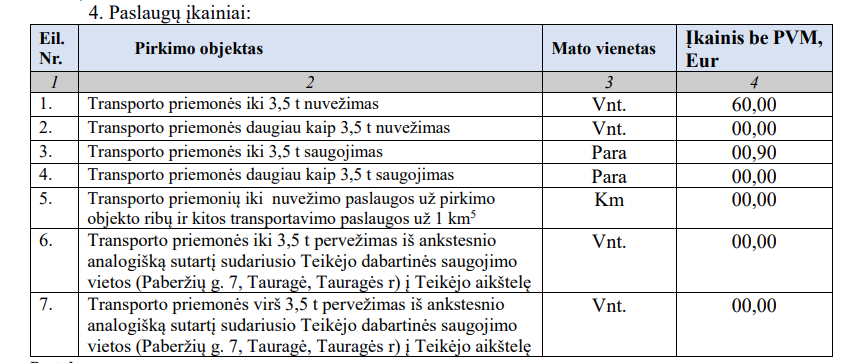 4. Paslaugų įkainiai:
Eil. Nr. Pirkimo objektas Mato vienetas Įkainis be PVM, Eur
1 2 3 4
1. Transporto priemonės iki 3,5 t nuvežimas Vnt. 60,00
2. Transporto priemonės daugiau kaip 3,5 t nuvežimas Vnt. 00,00
3. Transporto priemonės iki 3,5 t saugojimas Para 00,90
4. Transporto priemonės daugiau kaip 3,5 t saugojimas Para 00,00
5. Transporto priemonių iki nuvežimo paslaugos už pirkimo Km 00,00
objekto ribų ir kitos transportavimo paslaugos už 1 km⁵
6. Transporto priemonės iki 3,5 t pervežimas iš ankstesnio Vnt. 00,00
analogišką sutartį sudariusio Teikėjo dabartinės saugojimo
vietos (Paberžių g. 7, Tauragė, Tauragės r) į Teikėjo aikštelę
7. Transporto priemonės virš 3,5 t pervežimas iš ankstesnio Vnt. 00,00
analogišką sutartį sudariusio Teikėjo dabartinės saugojimo
vietos (Paberžių g. 7, Tauragė, Tauragės r) į Teikėjo aikštelę